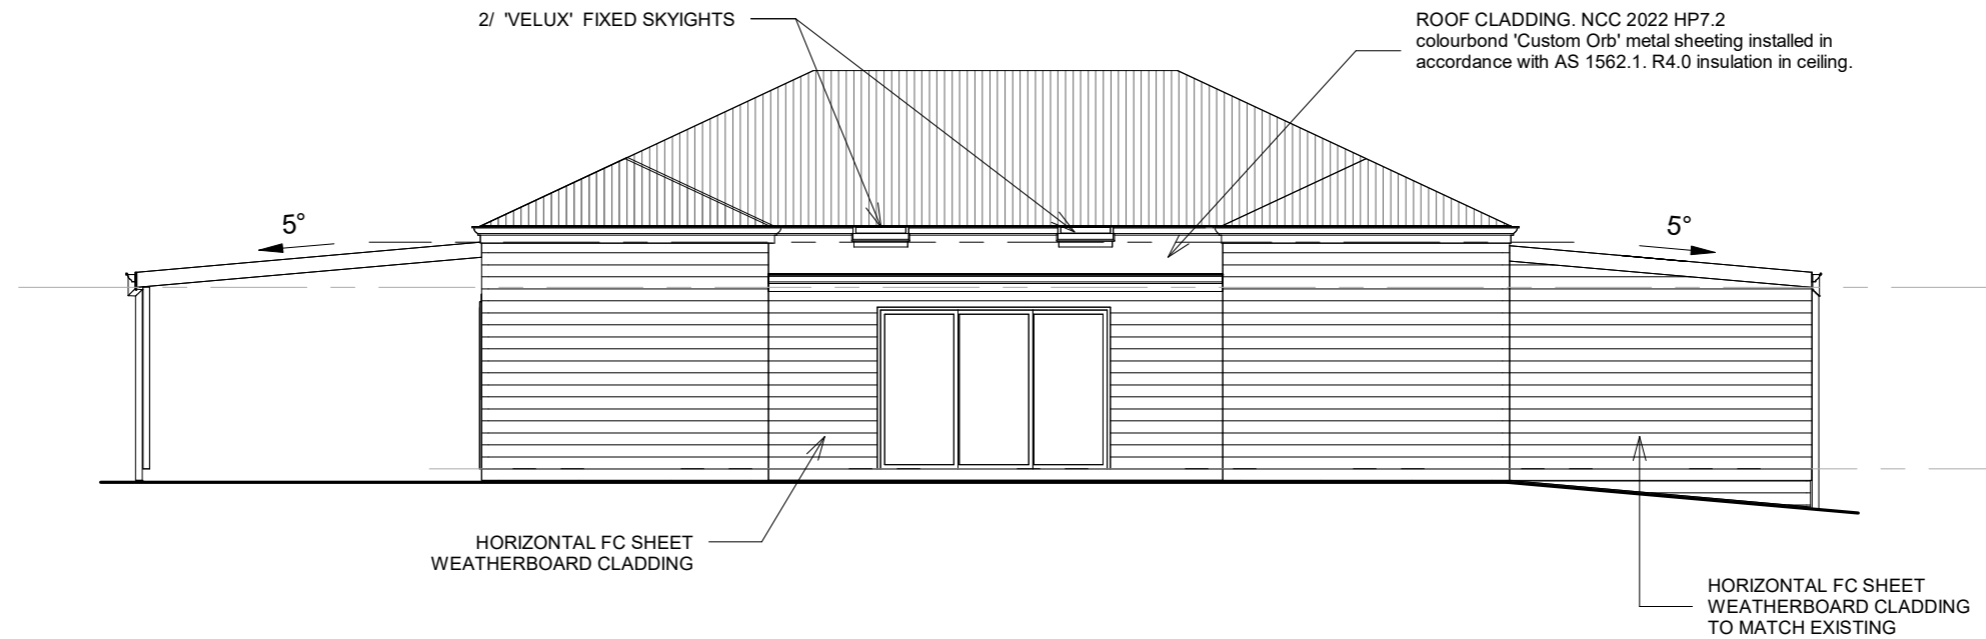 2/ 'VELUX' FIXED SKYIGHTS
ROOF CLADDING. NCC 2022 HP7.2
colourbond 'Custom Orb' metal sheeting installed in
accordance with AS 1562.1. R4.0 insulation in ceiling.
5°
5°
HORIZONTAL FC SHEET
WEATHERBOARD CLADDING
HORIZONTAL FC SHEET
WEATHERBOARD CLADDING
TO MATCH EXISTING